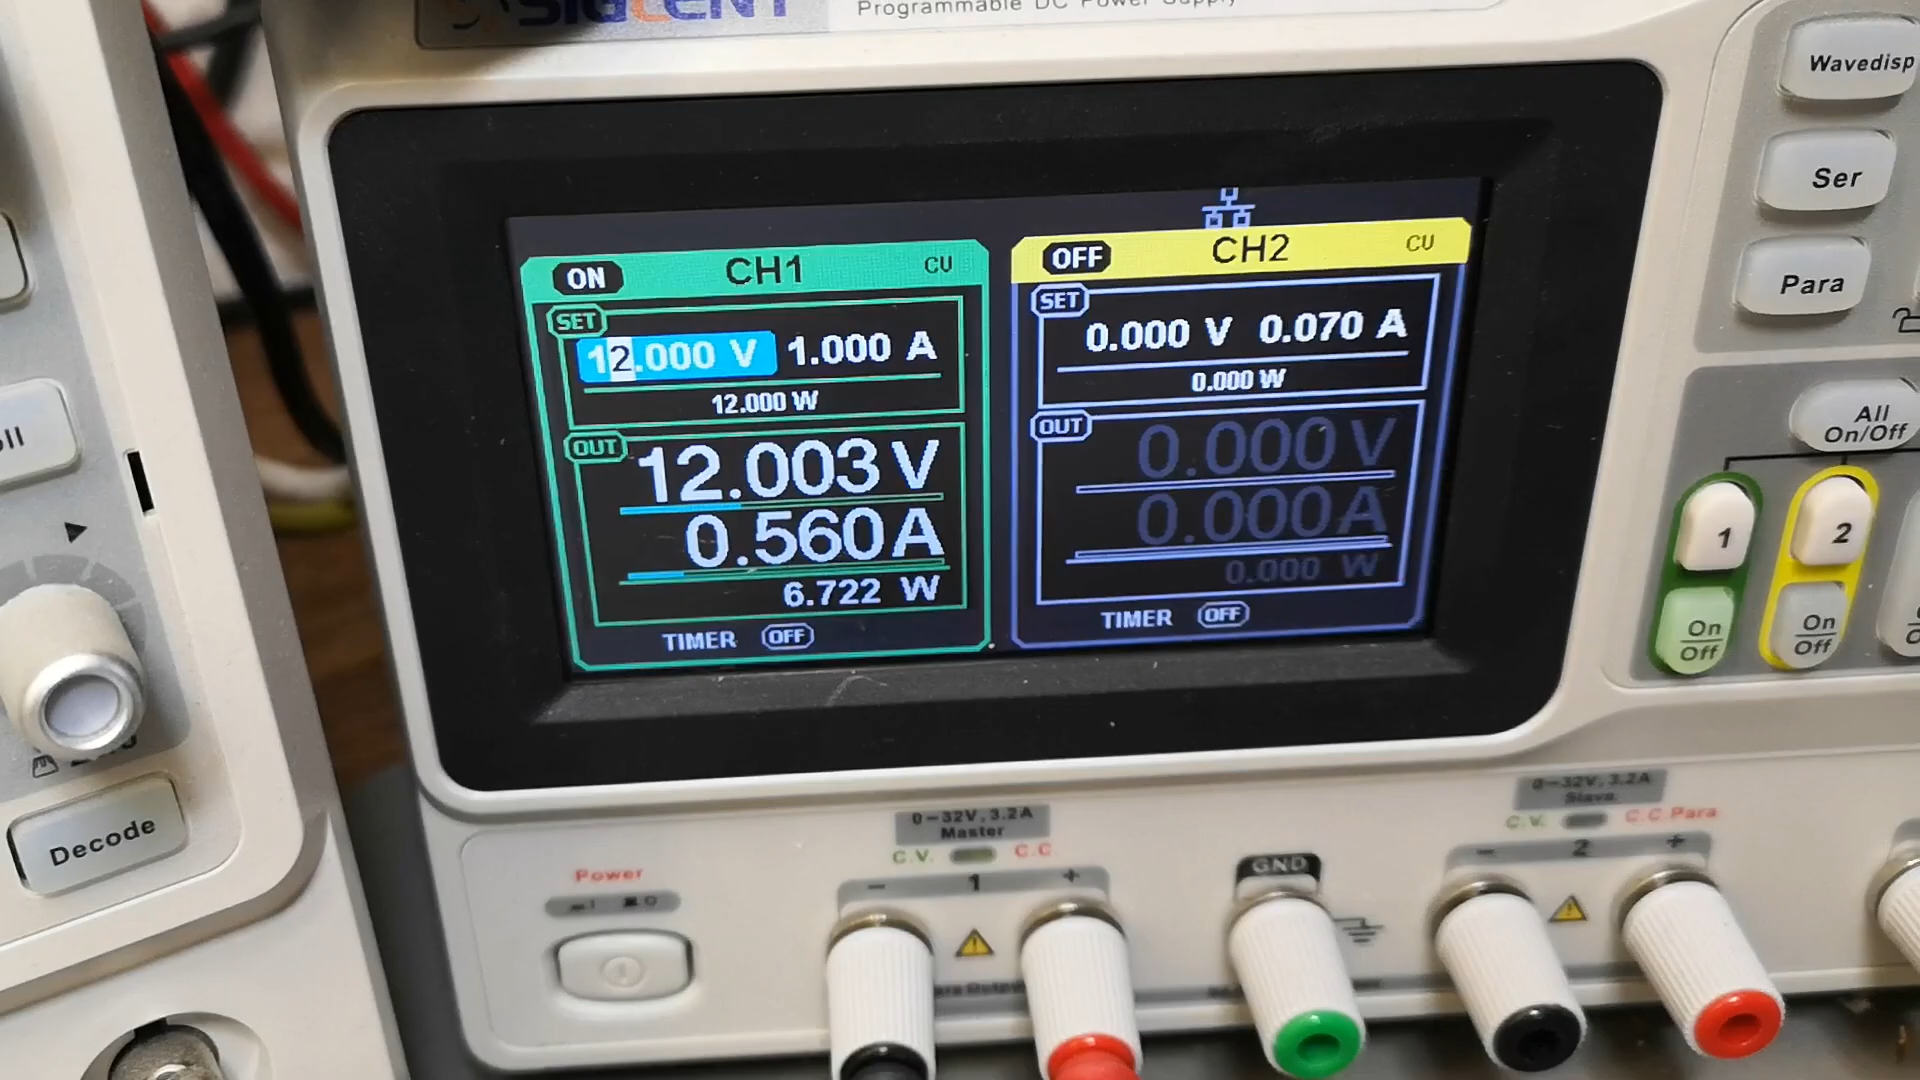 SIGLENT
Programmable DC Power Supply
Wavedisp
Ser
Para
All
On/Off
1
2
On
Off
On
Off
ON CH1 CV
SET
12.000 V 1.000 A
12.000 W
OUT
12.003 V
0.560 A
6.722 W
TIMER OFF
OFF CH2 CV
SET
0.000 V 0.070 A
0.000 W
OUT
0.000 V
0.000 A
0.000 W
TIMER OFF
Decode
Power
0-32V, 3.2A
Master
C.V. C.C.
- 1 +
GND
0-32V, 3.2A
Slave
C.V. C.C. Para
- 2 +